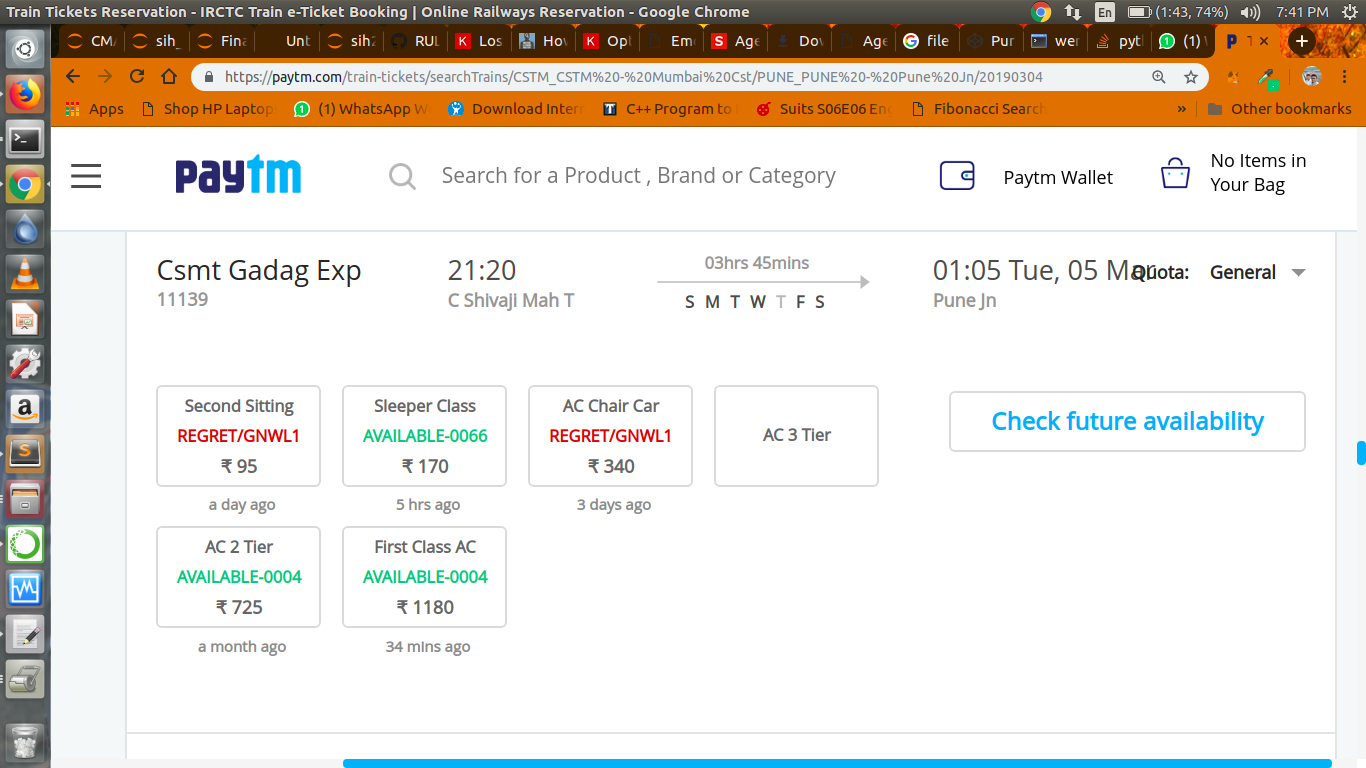 Train Tickets Reservation - IRCTC Train e-Ticket Booking | Online Railways Reservation - Google Chrome
En (1:43, 74%) 7:41 PM
CM sih_ Fin Unt sih RUL Los Hov Opt Em Age Dov Age file Pur wer pyt (1)
https://paytm.com/train-tickets/searchTrains/CSTM_CSTM%20-%20Mumbai%20Cst/PUNE_PUNE%20-%20Pune%20Jn/20190304
Apps Shop HP Laptop (1) WhatsApp W Download Inter C++ Program to Suits S06E06 Eng Fibonacci Search » Other bookmarks
paytm
Search for a Product , Brand or Category
Paytm Wallet
No Items in
Your Bag
Csmt Gadag Exp
11139
21:20
C Shivaji Mah T
03hrs 45mins
S M T W T F S
01:05 Tue, 05 Mar
Pune Jn
Quota: General
Second Sitting
REGRET/GNWL1
₹ 95
a day ago
Sleeper Class
AVAILABLE-0066
₹ 170
5 hrs ago
AC Chair Car
REGRET/GNWL1
₹ 340
3 days ago
AC 3 Tier
Check future availability
AC 2 Tier
AVAILABLE-0004
₹ 725
a month ago
First Class AC
AVAILABLE-0004
₹ 1180
34 mins ago